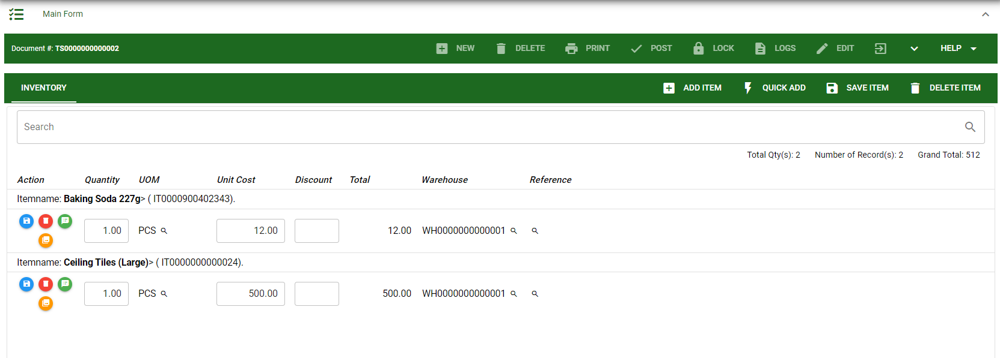 Main Form
Document #: TS0000000000002 NEW DELETE PRINT POST LOCK LOGS EDIT HELP
INVENTORY ADD ITEM QUICK ADD SAVE ITEM DELETE ITEM
Search
Total Qty(s): 2 Number of Record(s): 2 Grand Total: 512
Action Quantity UOM Unit Cost Discount Total Warehouse Reference
Itemname: Baking Soda 227g> ( IT0000900402343).
1.00 PCS 12.00 12.00 WH0000000000001
Itemname: Ceiling Tiles (Large)> ( IT0000000000024).
1.00 PCS 500.00 500.00 WH0000000000001